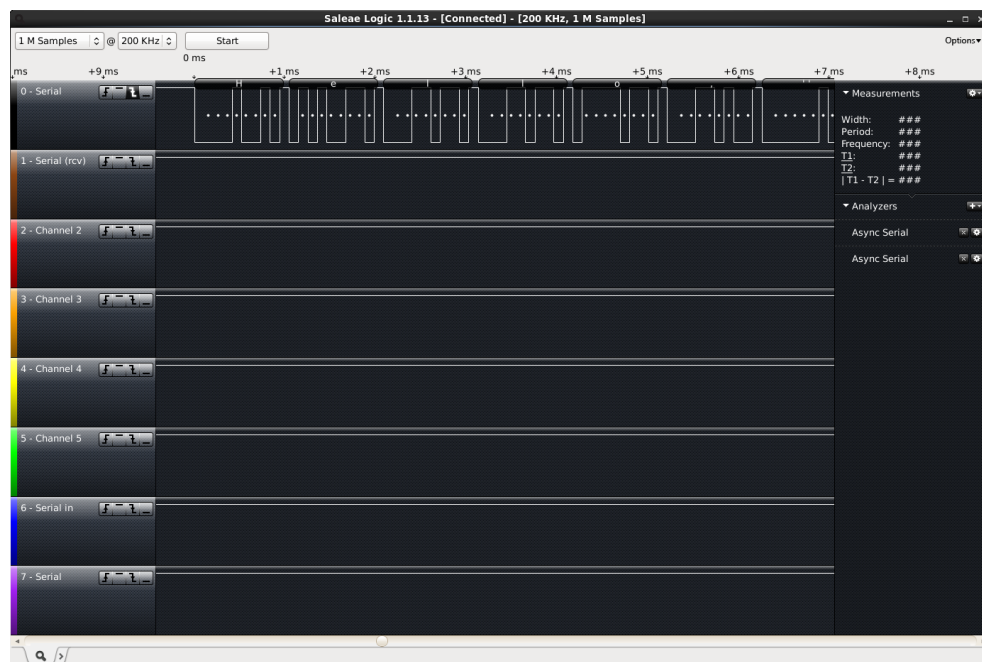 Saleae Logic 1.1.13 - [Connected] - [200 KHz, 1 M Samples]
1 M Samples @ 200 KHz Start Options
0 ms
ms +9 ms +1 ms +2 ms +3 ms +4 ms +5 ms +6 ms +7 ms +8 ms
H e l l o ,
0 - Serial
1 - Serial (rcv)
2 - Channel 2
3 - Channel 3
4 - Channel 4
5 - Channel 5
6 - Serial in
7 - Serial
Measurements
Width: ###
Period: ###
Frequency: ###
T1: ###
T2: ###
| T1 - T2 | = ###
Analyzers
Async Serial
Async Serial